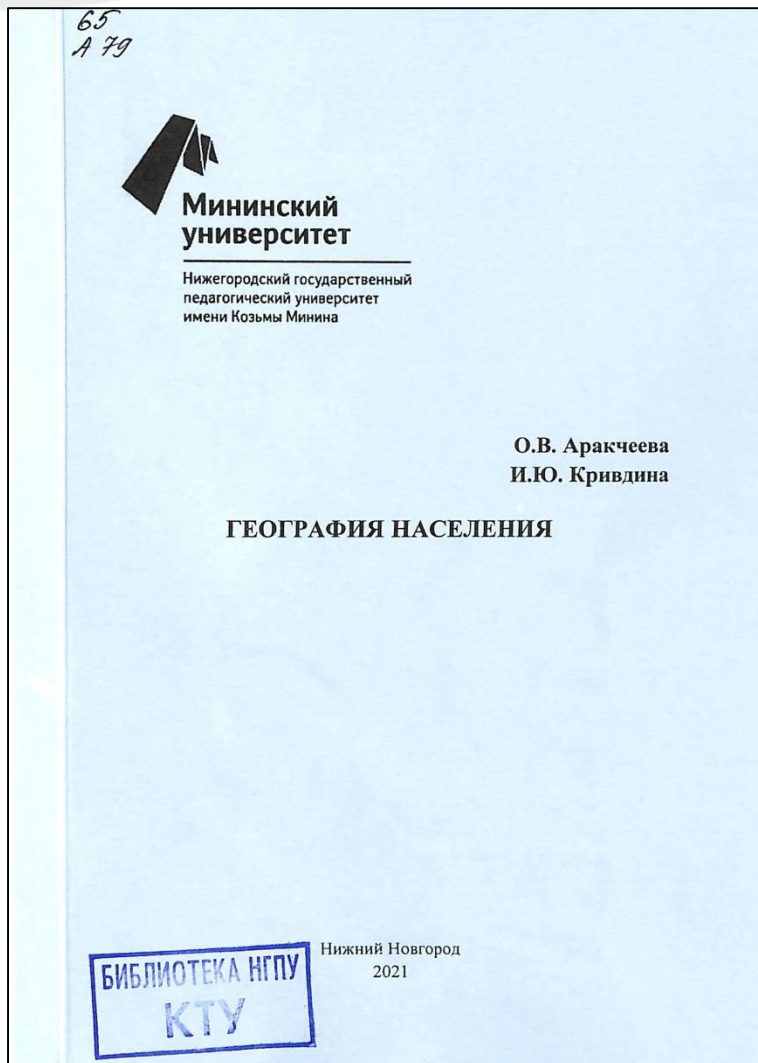 65
А 79
Мининский
университет
Нижегородский государственный
педагогический университет
имени Козьмы Минина
О.В. Аракчеева
И.Ю. Кривдина
ГЕОГРАФИЯ НАСЕЛЕНИЯ
Нижний Новгород
2021
БИБЛИОТЕКА НГПУ
КТУ